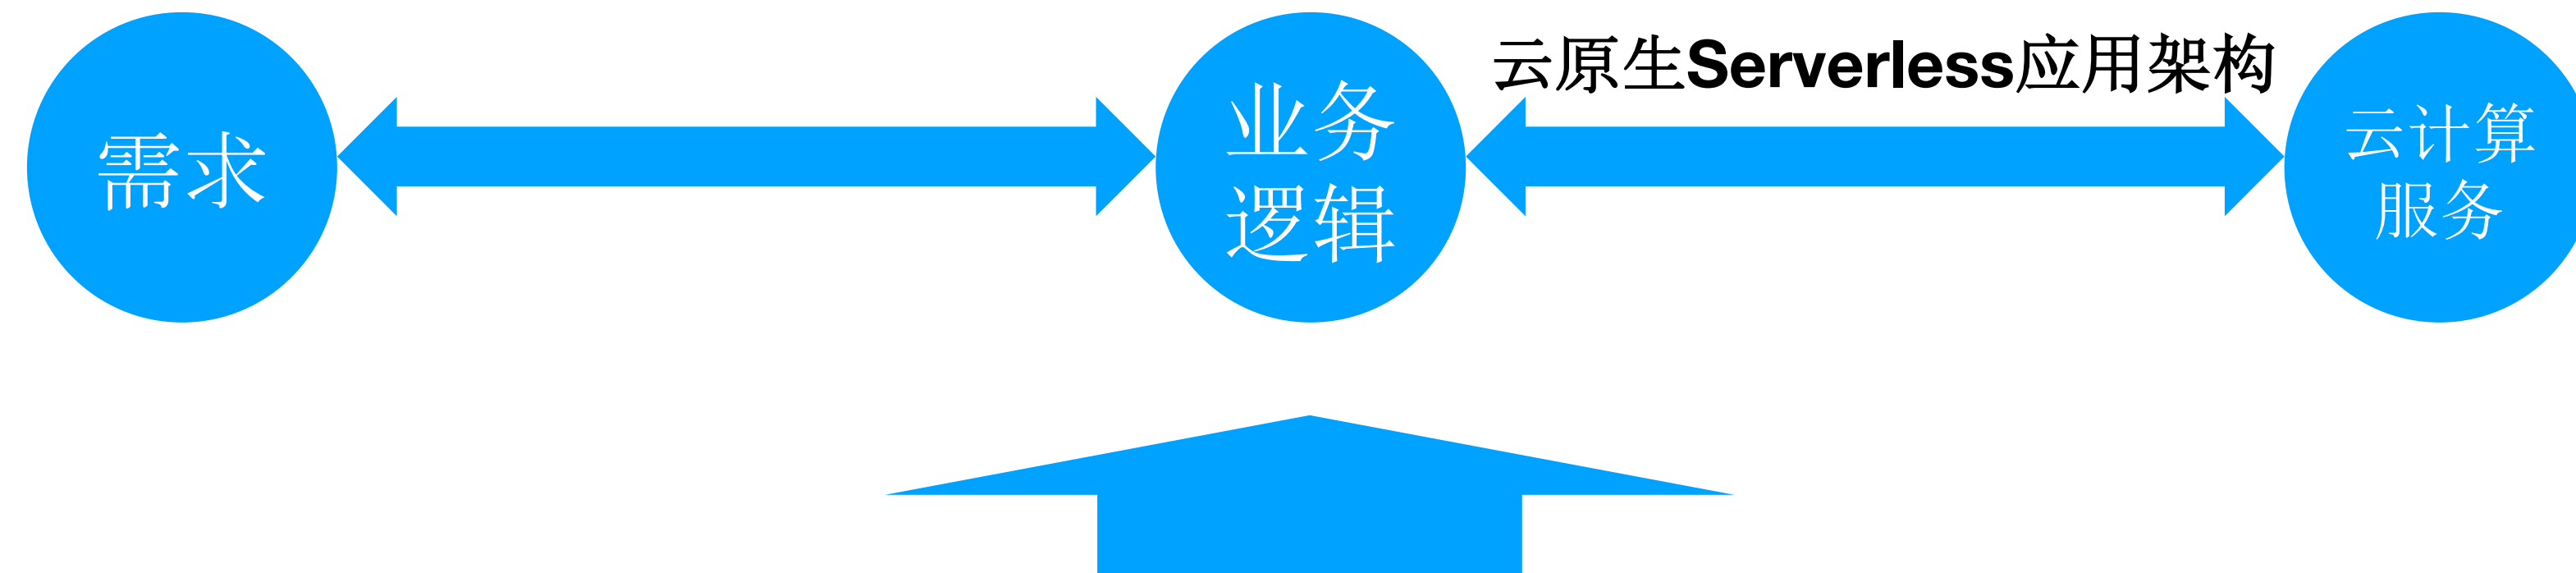 需求
业务
逻辑
云原生Serverless应用架构
云计算
服务